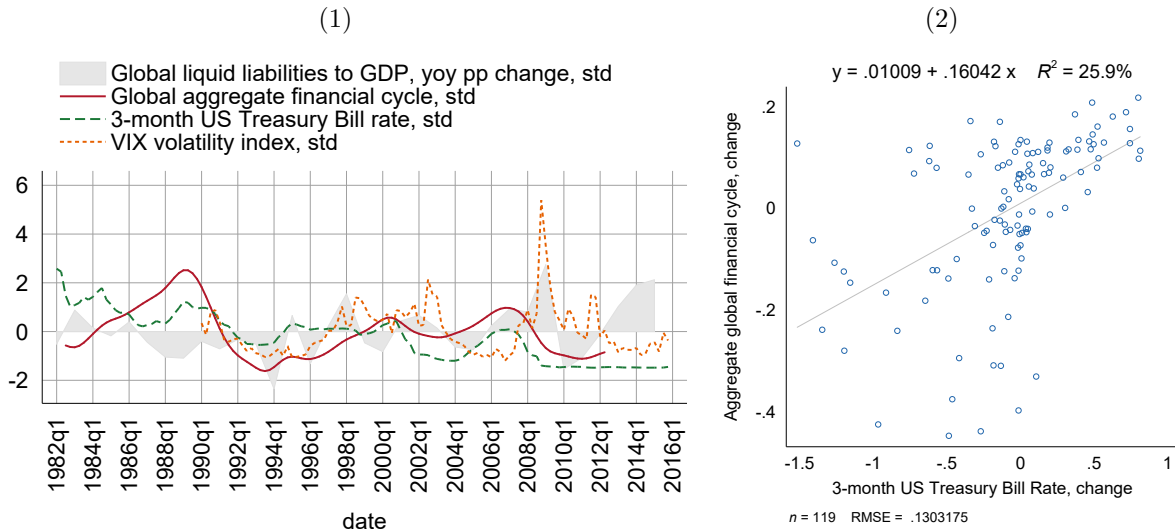 (1)
Global liquid liabilities to GDP, yoy pp change, std
Global aggregate financial cycle, std
3-month US Treasury Bill rate, std
VIX volatility index, std
6
4
2
0
-2
1982q1
1984q1
1986q1
1988q1
1990q1
1992q1
1994q1
1996q1
1998q1
2000q1
2002q1
2004q1
2006q1
2008q1
2010q1
2012q1
2014q1
2016q1
date
(2)
y = .01009 + .16042 x R² = 25.9%
Aggregate global financial cycle, change
.2
0
-.2
-.4
-1.5 -1 -.5 0 .5 1
3-month US Treasury Bill Rate, change
n = 119 RMSE = .1303175